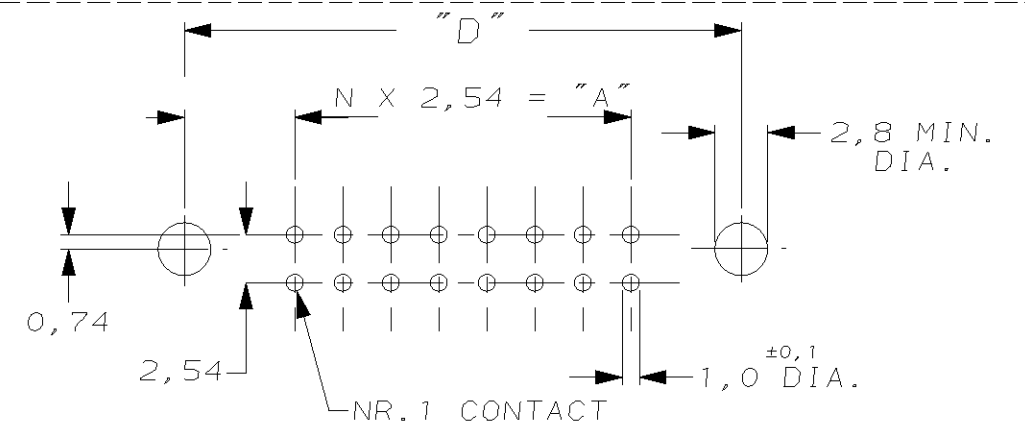 "D"
N X 2,54 = "A"
2,8 MIN.
DIA.
0,74
2,54
±0,1
1,0 DIA.
NR.1 CONTACT